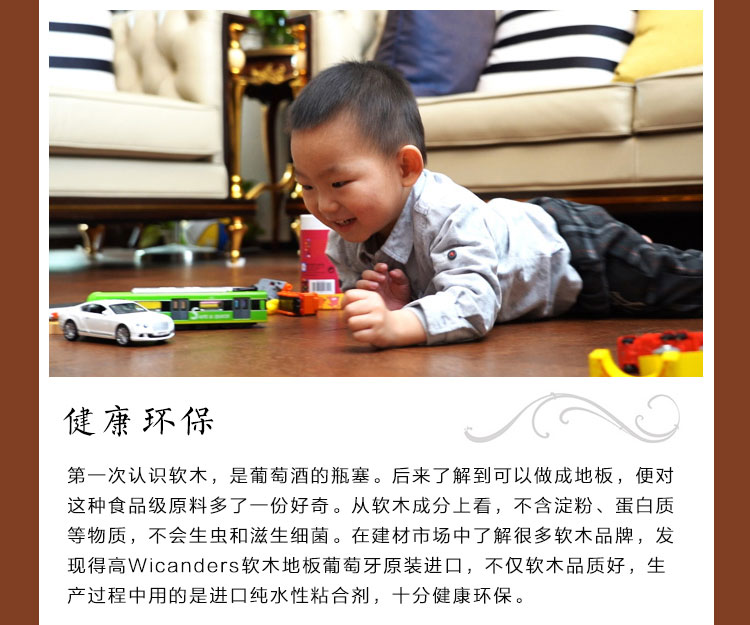 健康环保
第一次认识软木，是葡萄酒的瓶塞。后来了解到可以做成地板，便对
这种食品级原料多了一份好奇。从软木成分上看，不含淀粉、蛋白质
等物质，不会生虫和滋生细菌。在建材市场中了解很多软木品牌，发
现得高Wicanders软木地板葡萄牙原装进口，不仅软木品质好，生
产过程中用的是进口纯水性粘合剂，十分健康环保。